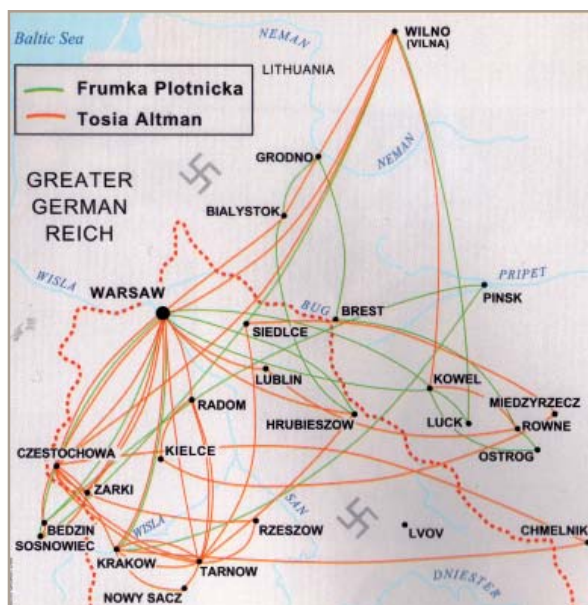 Baltic Sea
NEMAN
WILNO
(VILNA)
LITHUANIA
Frumka Plotnicka
Tosia Altman
GRODNO
NEMAN
GREATER
GERMAN
REICH
BIALYSTOK
WISLA
WARSAW
BUG
BREST
PRIPET
PINSK
SIEDLCE
LUBLIN
KOWEL
RADOM
HRUBIESZOW
LUCK
MIEDZYRZECZ
ROWNE
CZESTOCHOWA
KIELCE
OSTROG
ZARKI
SAN
BEDZIN
SOSNOWIEC
WISLA
RZESZOW
LVOV
CHMELNIK
KRAKOW
TARNOW
NOWY SACZ
DNIESTER